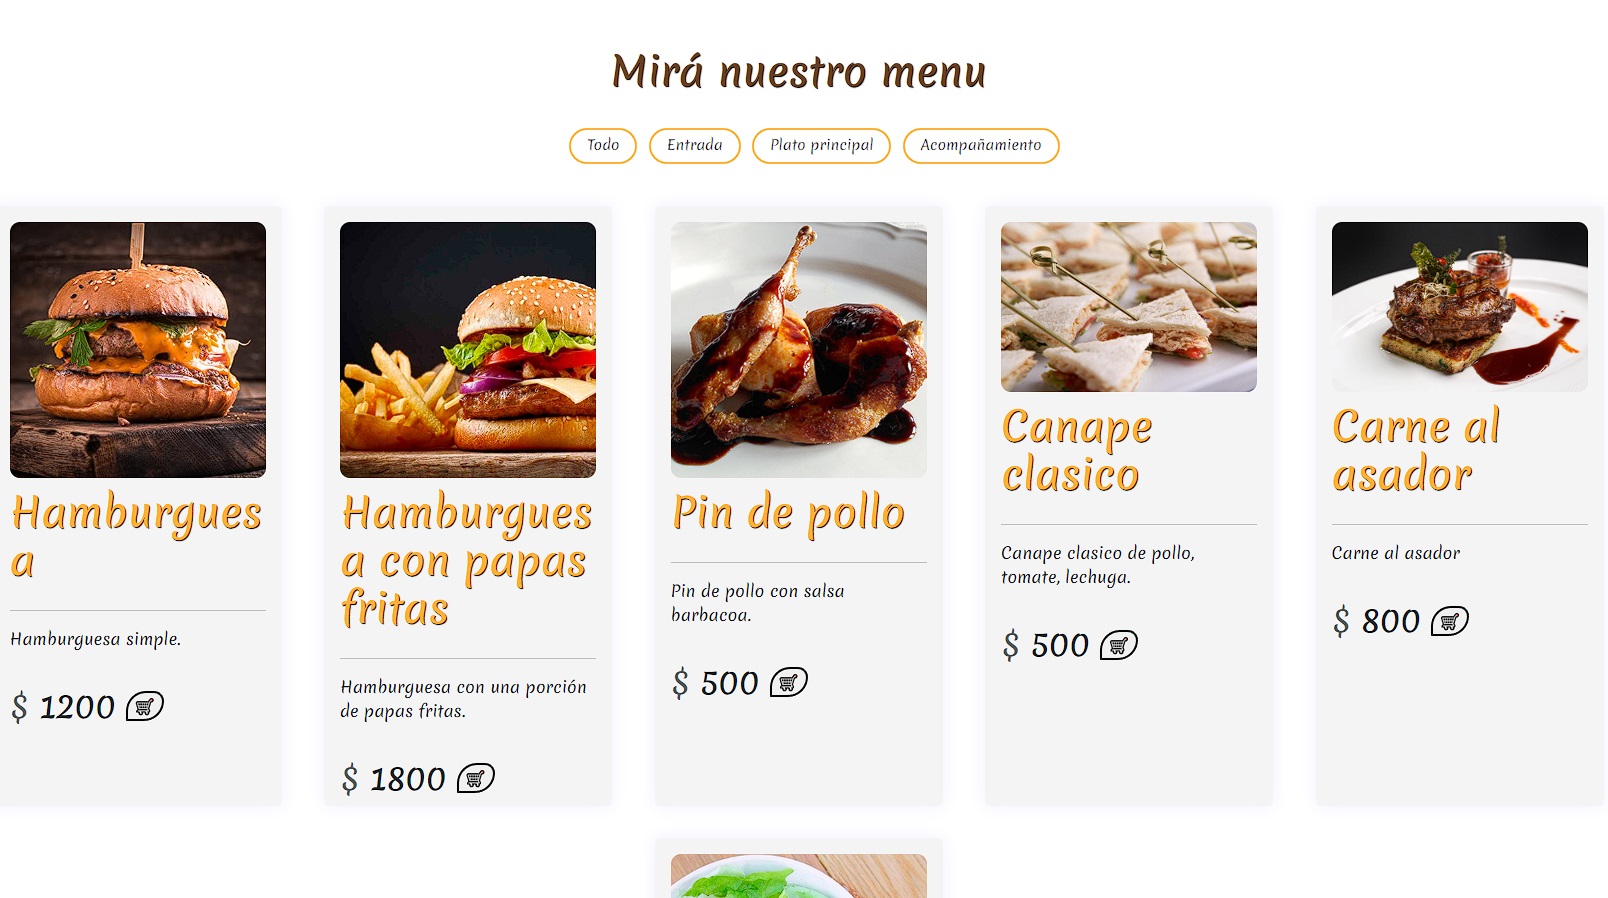 Mirá nuestro menu
Todo
Entrada
Plato principal
Acompañamiento
Hamburgues
a
Hamburguesa simple.
$ 1200
Hamburgues
a con papas
fritas
Hamburguesa con una porción
de papas fritas.
$ 1800
Pin de pollo
Pin de pollo con salsa
barbacoa.
$ 500
Canape
clasico
Canape clasico de pollo,
tomate, lechuga.
$ 500
Carne al
asador
Carne al asador
$ 800